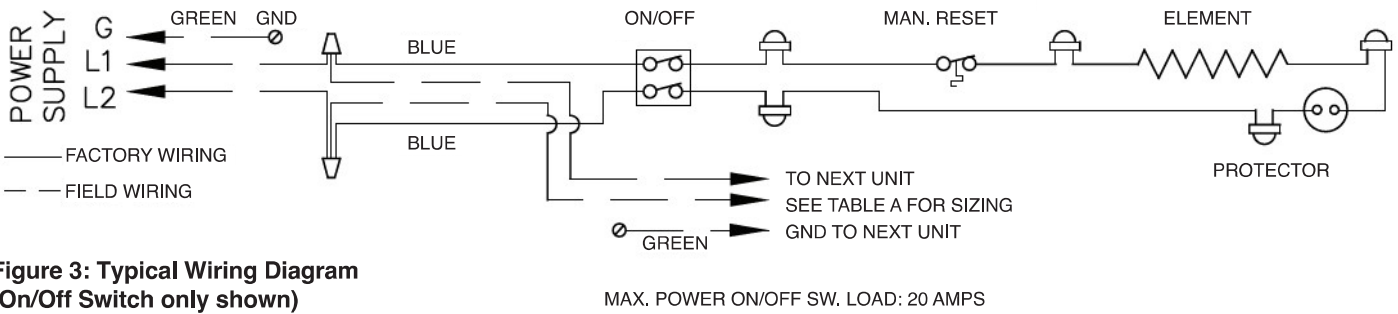 POWER SUPPLY
G
GREEN GND
L1
L2
BLUE
BLUE
ON/OFF
MAN. RESET
ELEMENT
PROTECTOR
FACTORY WIRING
FIELD WIRING
TO NEXT UNIT
SEE TABLE A FOR SIZING
GREEN
GND TO NEXT UNIT
igure 3: Typical Wiring Diagram
On/Off Switch only shown)
MAX. POWER ON/OFF SW. LOAD: 20 AMPS